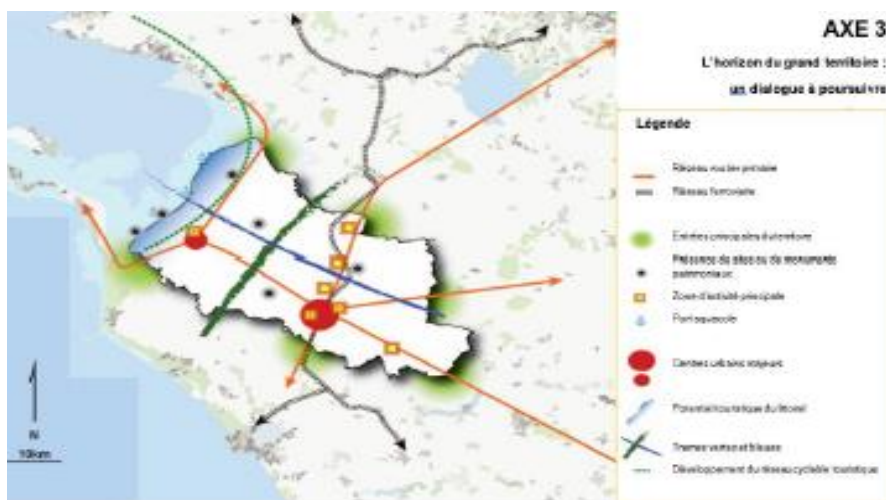 AXE 3
L'horizon du grand territoire :
un dialogue à poursuivre
Légende
Réseau routier primaire
Réseau ferroviaire
Entrées principales du territoire
Présence de sites ou de monuments
patrimoniaux
Zone d'activité principale
Port
Centres urbains majeurs
Potentiel touristique du littoral
Trames vertes et bleues
Développement du réseau cyclable touristique
N
10km